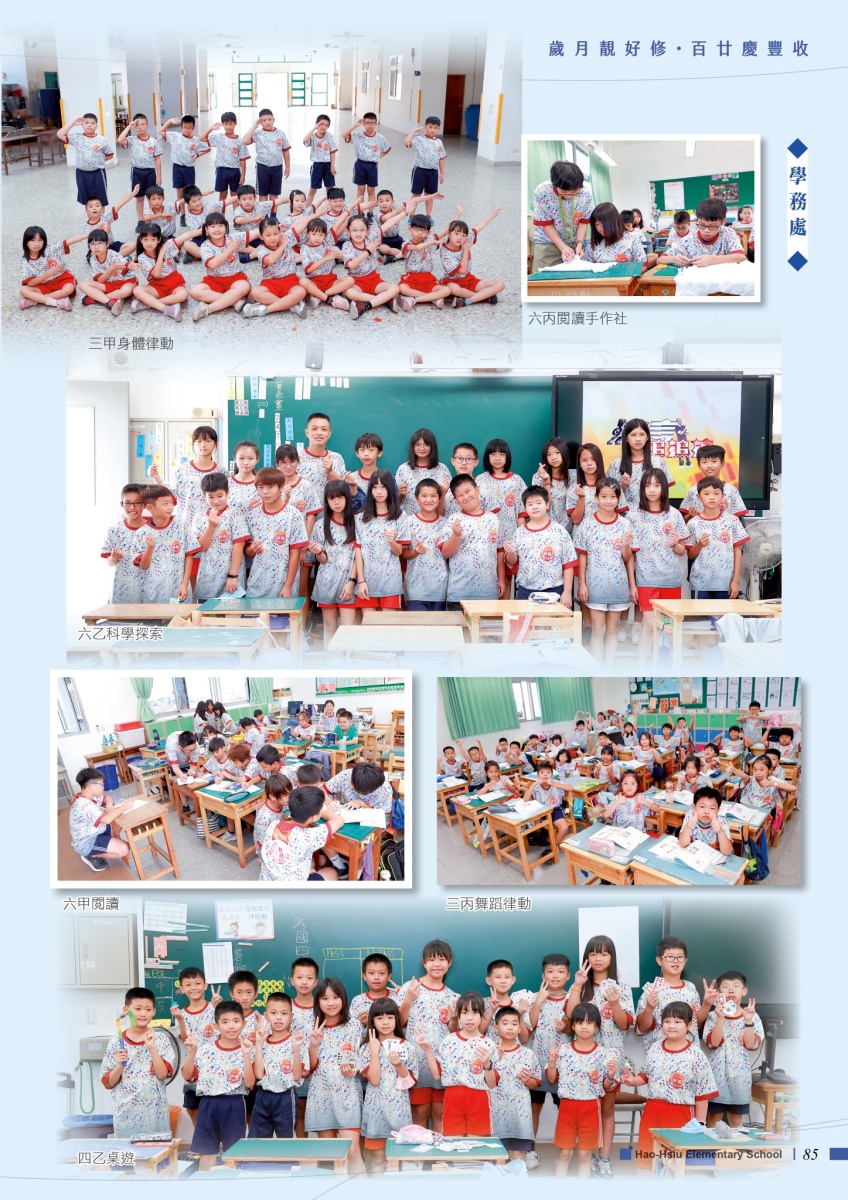 歲月靚好修·百廿慶豐收
◆學務處◆
三甲身體律動
六丙閱讀手作社
六乙科學探索
六甲閱讀
三丙舞蹈律動
PASS
四乙桌遊
Hao-Hsiu Elementary School | 85